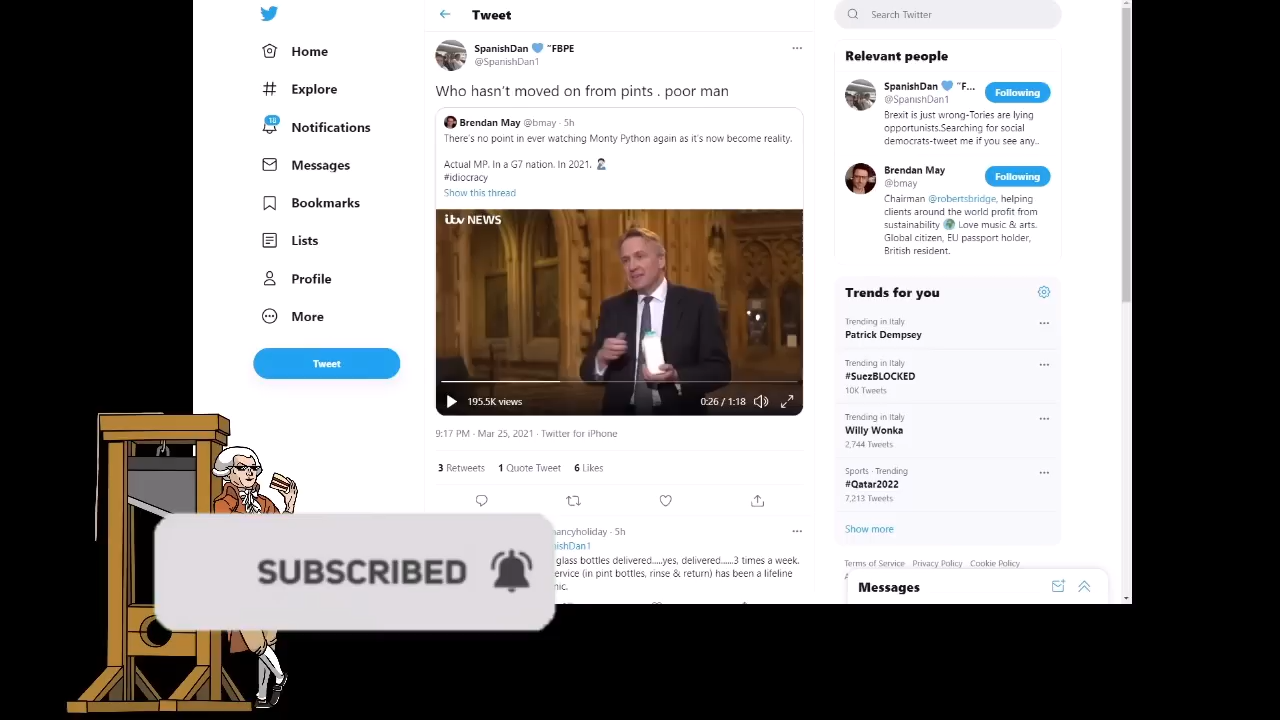 Tweet
Search Twitter
Home
Explore
Notifications
Messages
Bookmarks
Lists
Profile
More
Tweet
SpanishDan 💙 ˜FBPE
@SpanishDan1
Who hasn't moved on from pints . poor man
Brendan May @bmay · 5h
There's no point in ever watching Monty Python again as it's now become reality.
Actual MP. In a G7 nation. In 2021.
#idiocracy
Show this thread
itv NEWS
195.5K views
0:26 / 1:18
9:17 PM · Mar 25, 2021 · Twitter for iPhone
3 Retweets 1 Quote Tweet 6 Likes
ancyholiday · 5h
ishDan1
glass bottles delivered.....yes, delivered......3 times a week.
ervice (in pint bottles, rinse & return) has been a lifeline
ic.
Relevant people
SpanishDan 💙 ˜F...
@SpanishDan1
Following
Brexit is just wrong-Tories are lying
opportunists.Searching for social
democrats-tweet me if you see any..
Brendan May
@bmay
Following
Chairman @robertsbridge, helping
clients around the world profit from
sustainability 🌍 Love music & arts.
Global citizen, EU passport holder,
British resident.
Trends for you
Trending in Italy
Patrick Dempsey
Trending in Italy
#SuezBLOCKED
10K Tweets
Trending in Italy
Willy Wonka
2,744 Tweets
Sports · Trending
#Qatar2022
7,213 Tweets
Show more
Terms of Service Privacy Policy Cookie Policy
Messages
SUBSCRIBED